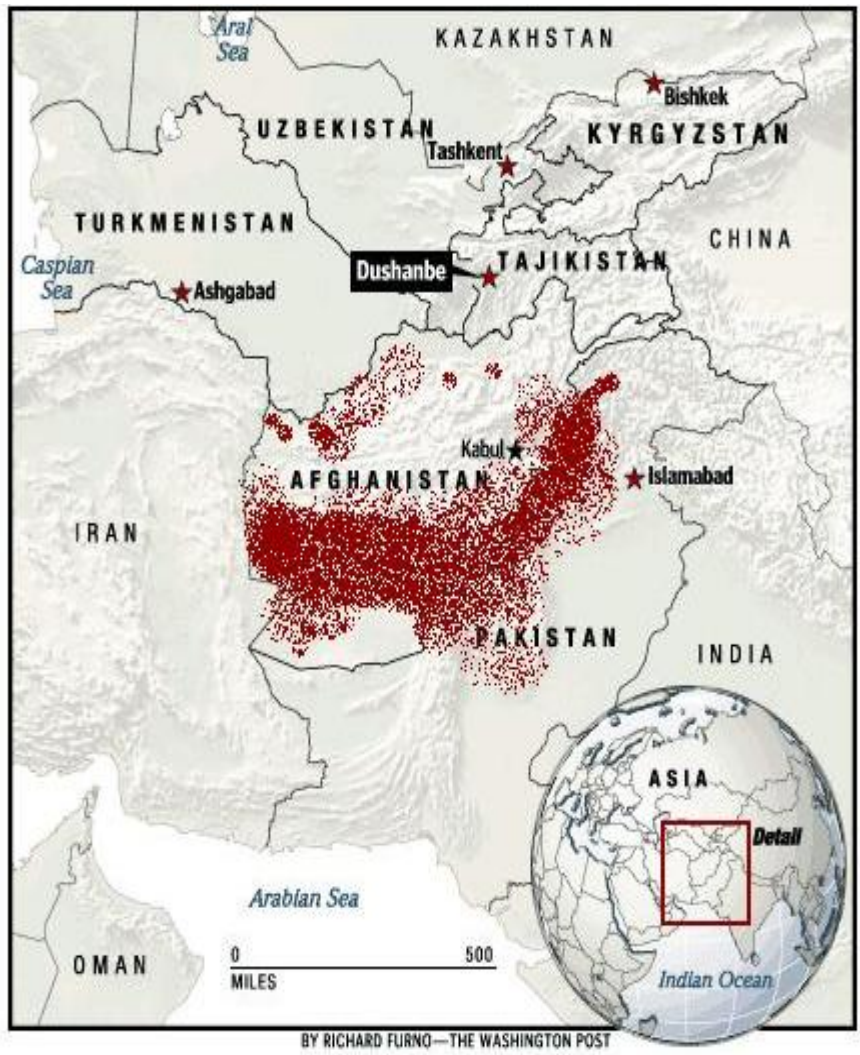 Aral
Sea
KAZAKHSTAN
Bishkek
UZBEKISTAN
KYRGYZSTAN
Tashkent
TURKMENISTAN
CHINA
Caspian
Sea
Dushanbe
TAJIKISTAN
Ashgabad
Kabul
AFGHANISTAN
Islamabad
IRAN
PAKISTAN
INDIA
ASIA
Detail
Arabian Sea
0 500
MILES
OMAN
Indian Ocean
BY RICHARD FURNO—THE WASHINGTON POST